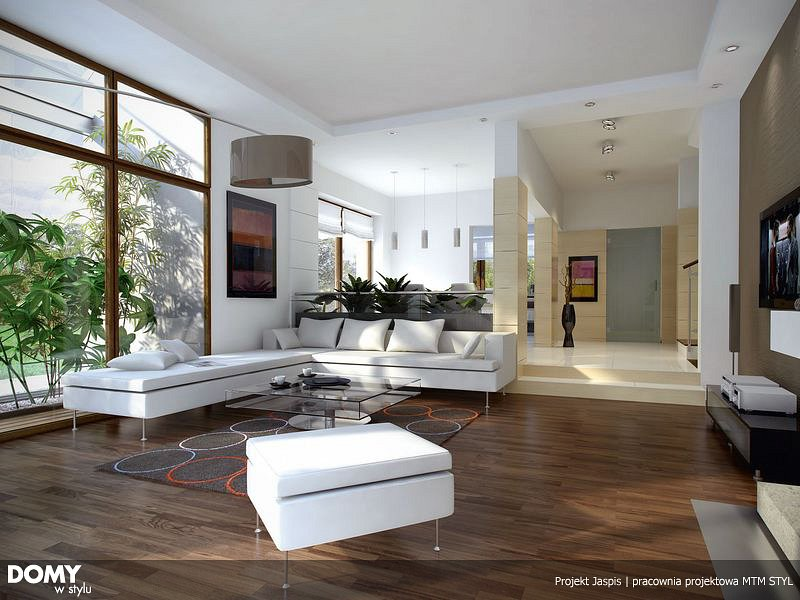 DOMY
w stylu
Projekt Jaspis | pracownia projektowa MTM STYL